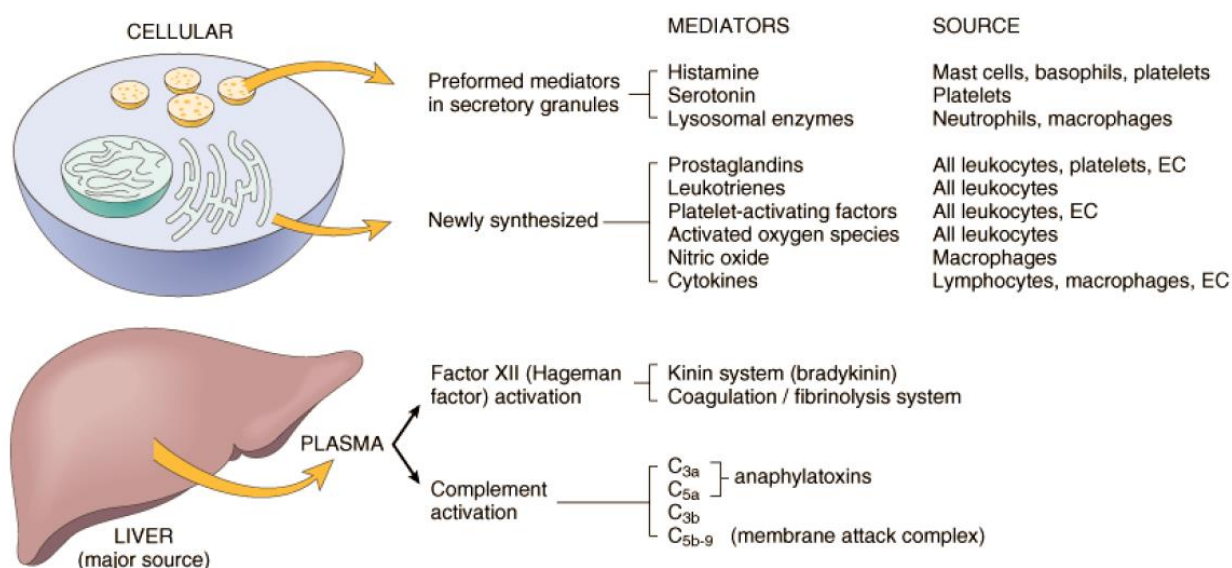 CELLULAR
MEDIATORS
SOURCE
Preformed mediators
in secretory granules
Histamine
Mast cells, basophils, platelets
Serotonin
Platelets
Lysosomal enzymes
Neutrophils, macrophages
Newly synthesized
Prostaglandins
All leukocytes, platelets, EC
Leukotrienes
All leukocytes
Platelet-activating factors
All leukocytes, EC
Activated oxygen species
All leukocytes
Nitric oxide
Macrophages
Cytokines
Lymphocytes, macrophages, EC
LIVER
(major source)
PLASMA
Factor XII (Hageman
factor) activation
Kinin system (bradykinin)
Coagulation / fibrinolysis system
Complement
activation
C3a
C5a
anaphylatoxins
C3b
C5b-9 (membrane attack complex)